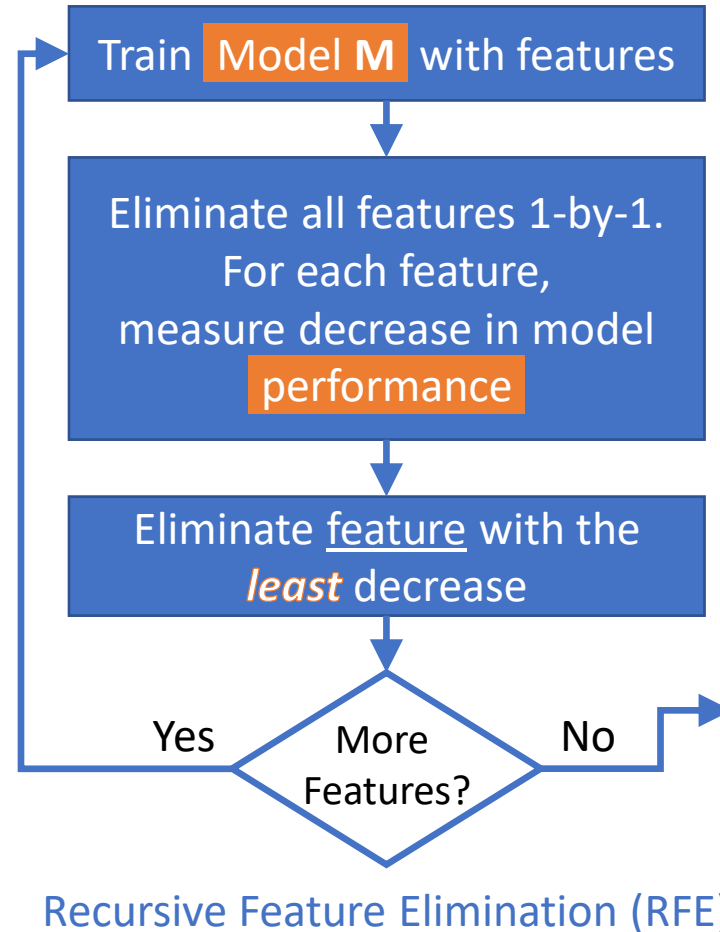 Train Model M with features
Eliminate all features 1-by-1.
For each feature,
measure decrease in model
performance
Eliminate feature with the
least decrease
Yes
More
Features?
No
Recursive Feature Elimination (RFE)